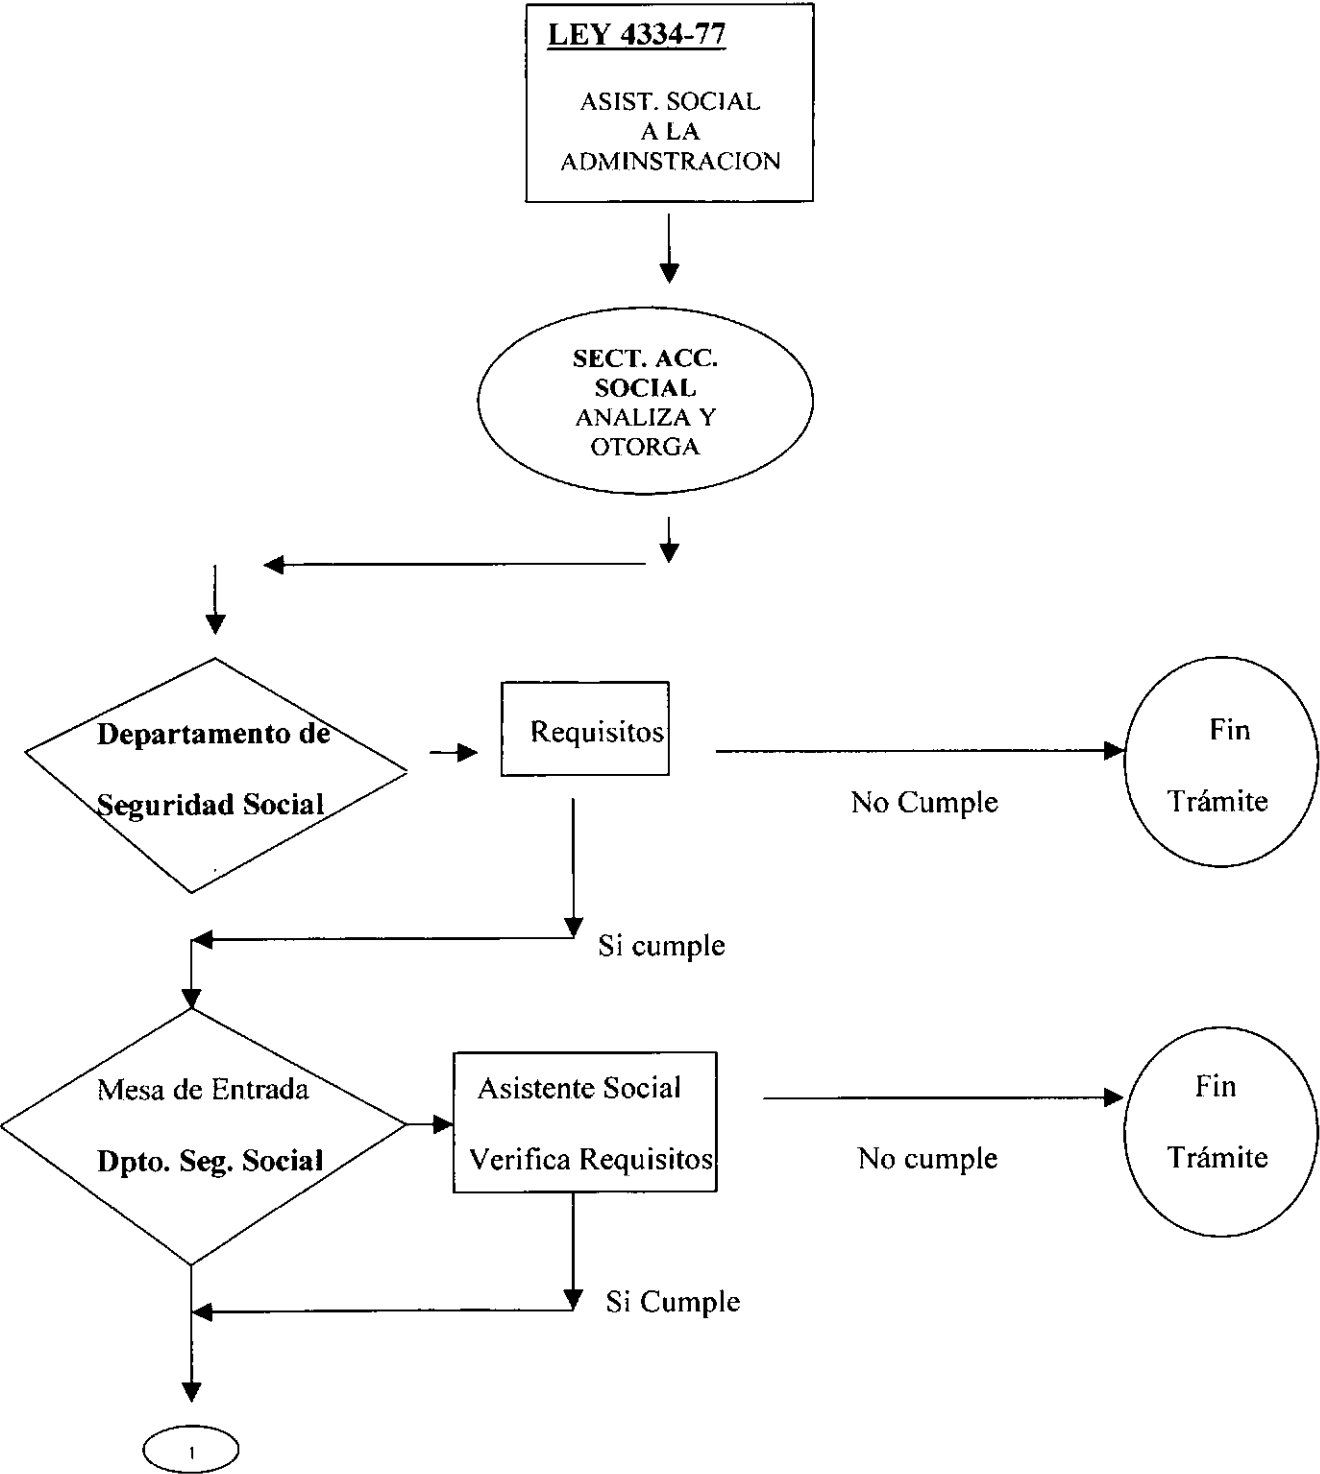 LEY 4334-77
ASIST. SOCIAL
A LA
ADMINSTRACION
SECT. ACC.
SOCIAL
ANALIZA Y
OTORGA
Departamento de
Seguridad Social
Requisitos
No Cumple
Fin
Trámite
Si cumple
Mesa de Entrada
Dpto. Seg. Social
Asistente Social
Verifica Requisitos
No cumple
Fin
Trámite
Si Cumple
1